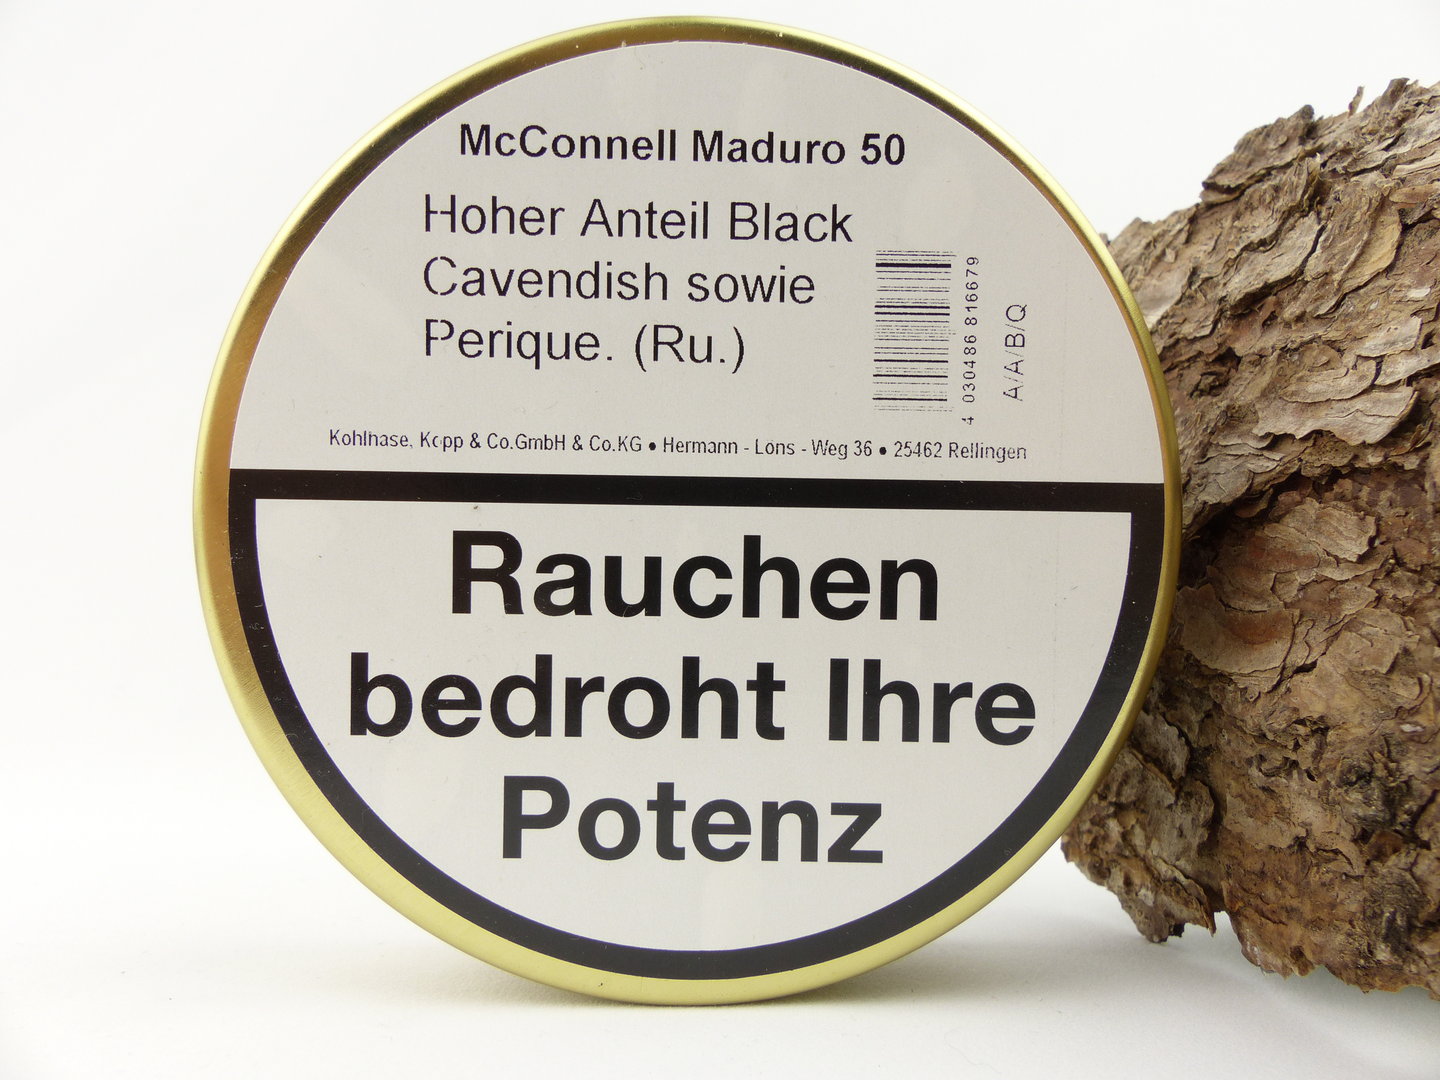 McConnell Maduro 50
Hoher Anteil Black
Cavendish sowie
Perique. (Ru.)
4 030486 816679
A/A/B/Q
Kohlhase, Kopp & Co.GmbH & Co.KG • Hermann - Löns - Weg 36 • 25462 Rellingen
Rauchen
bedroht Ihre
Potenz